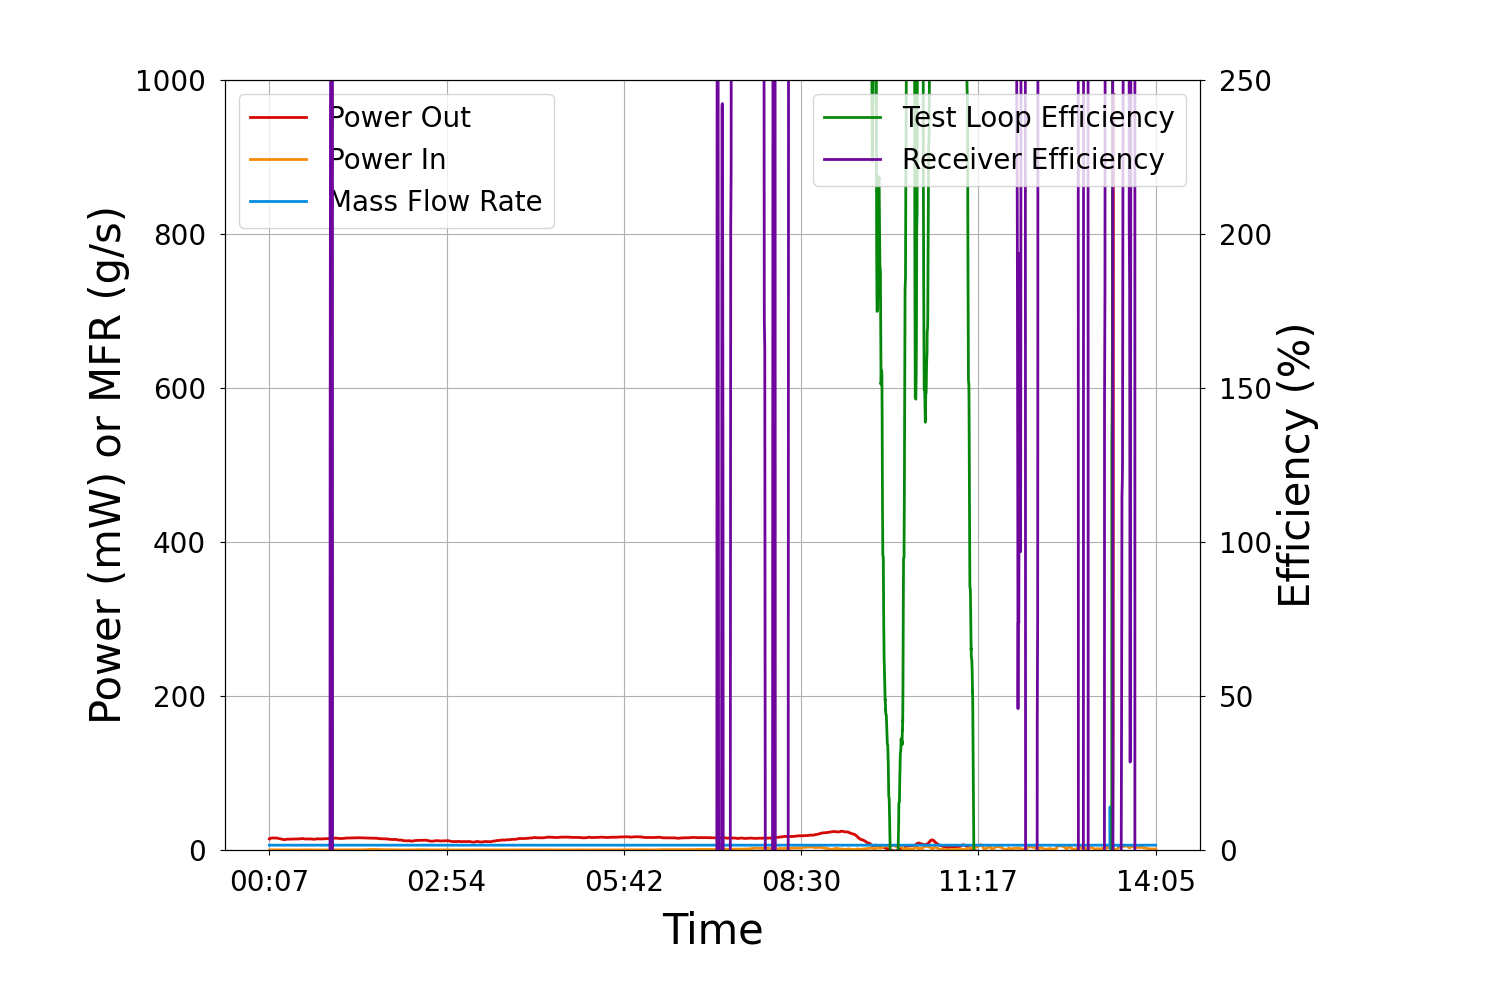 1000
800
600
400
200
0
Power (mW) or MFR (g/s)
Power Out
Power In
Mass Flow Rate
Test Loop Efficiency
Receiver Efficiency
250
200
150
100
50
0
Efficiency (%)
00:07 02:54 05:42 08:30 11:17 14:05
Time